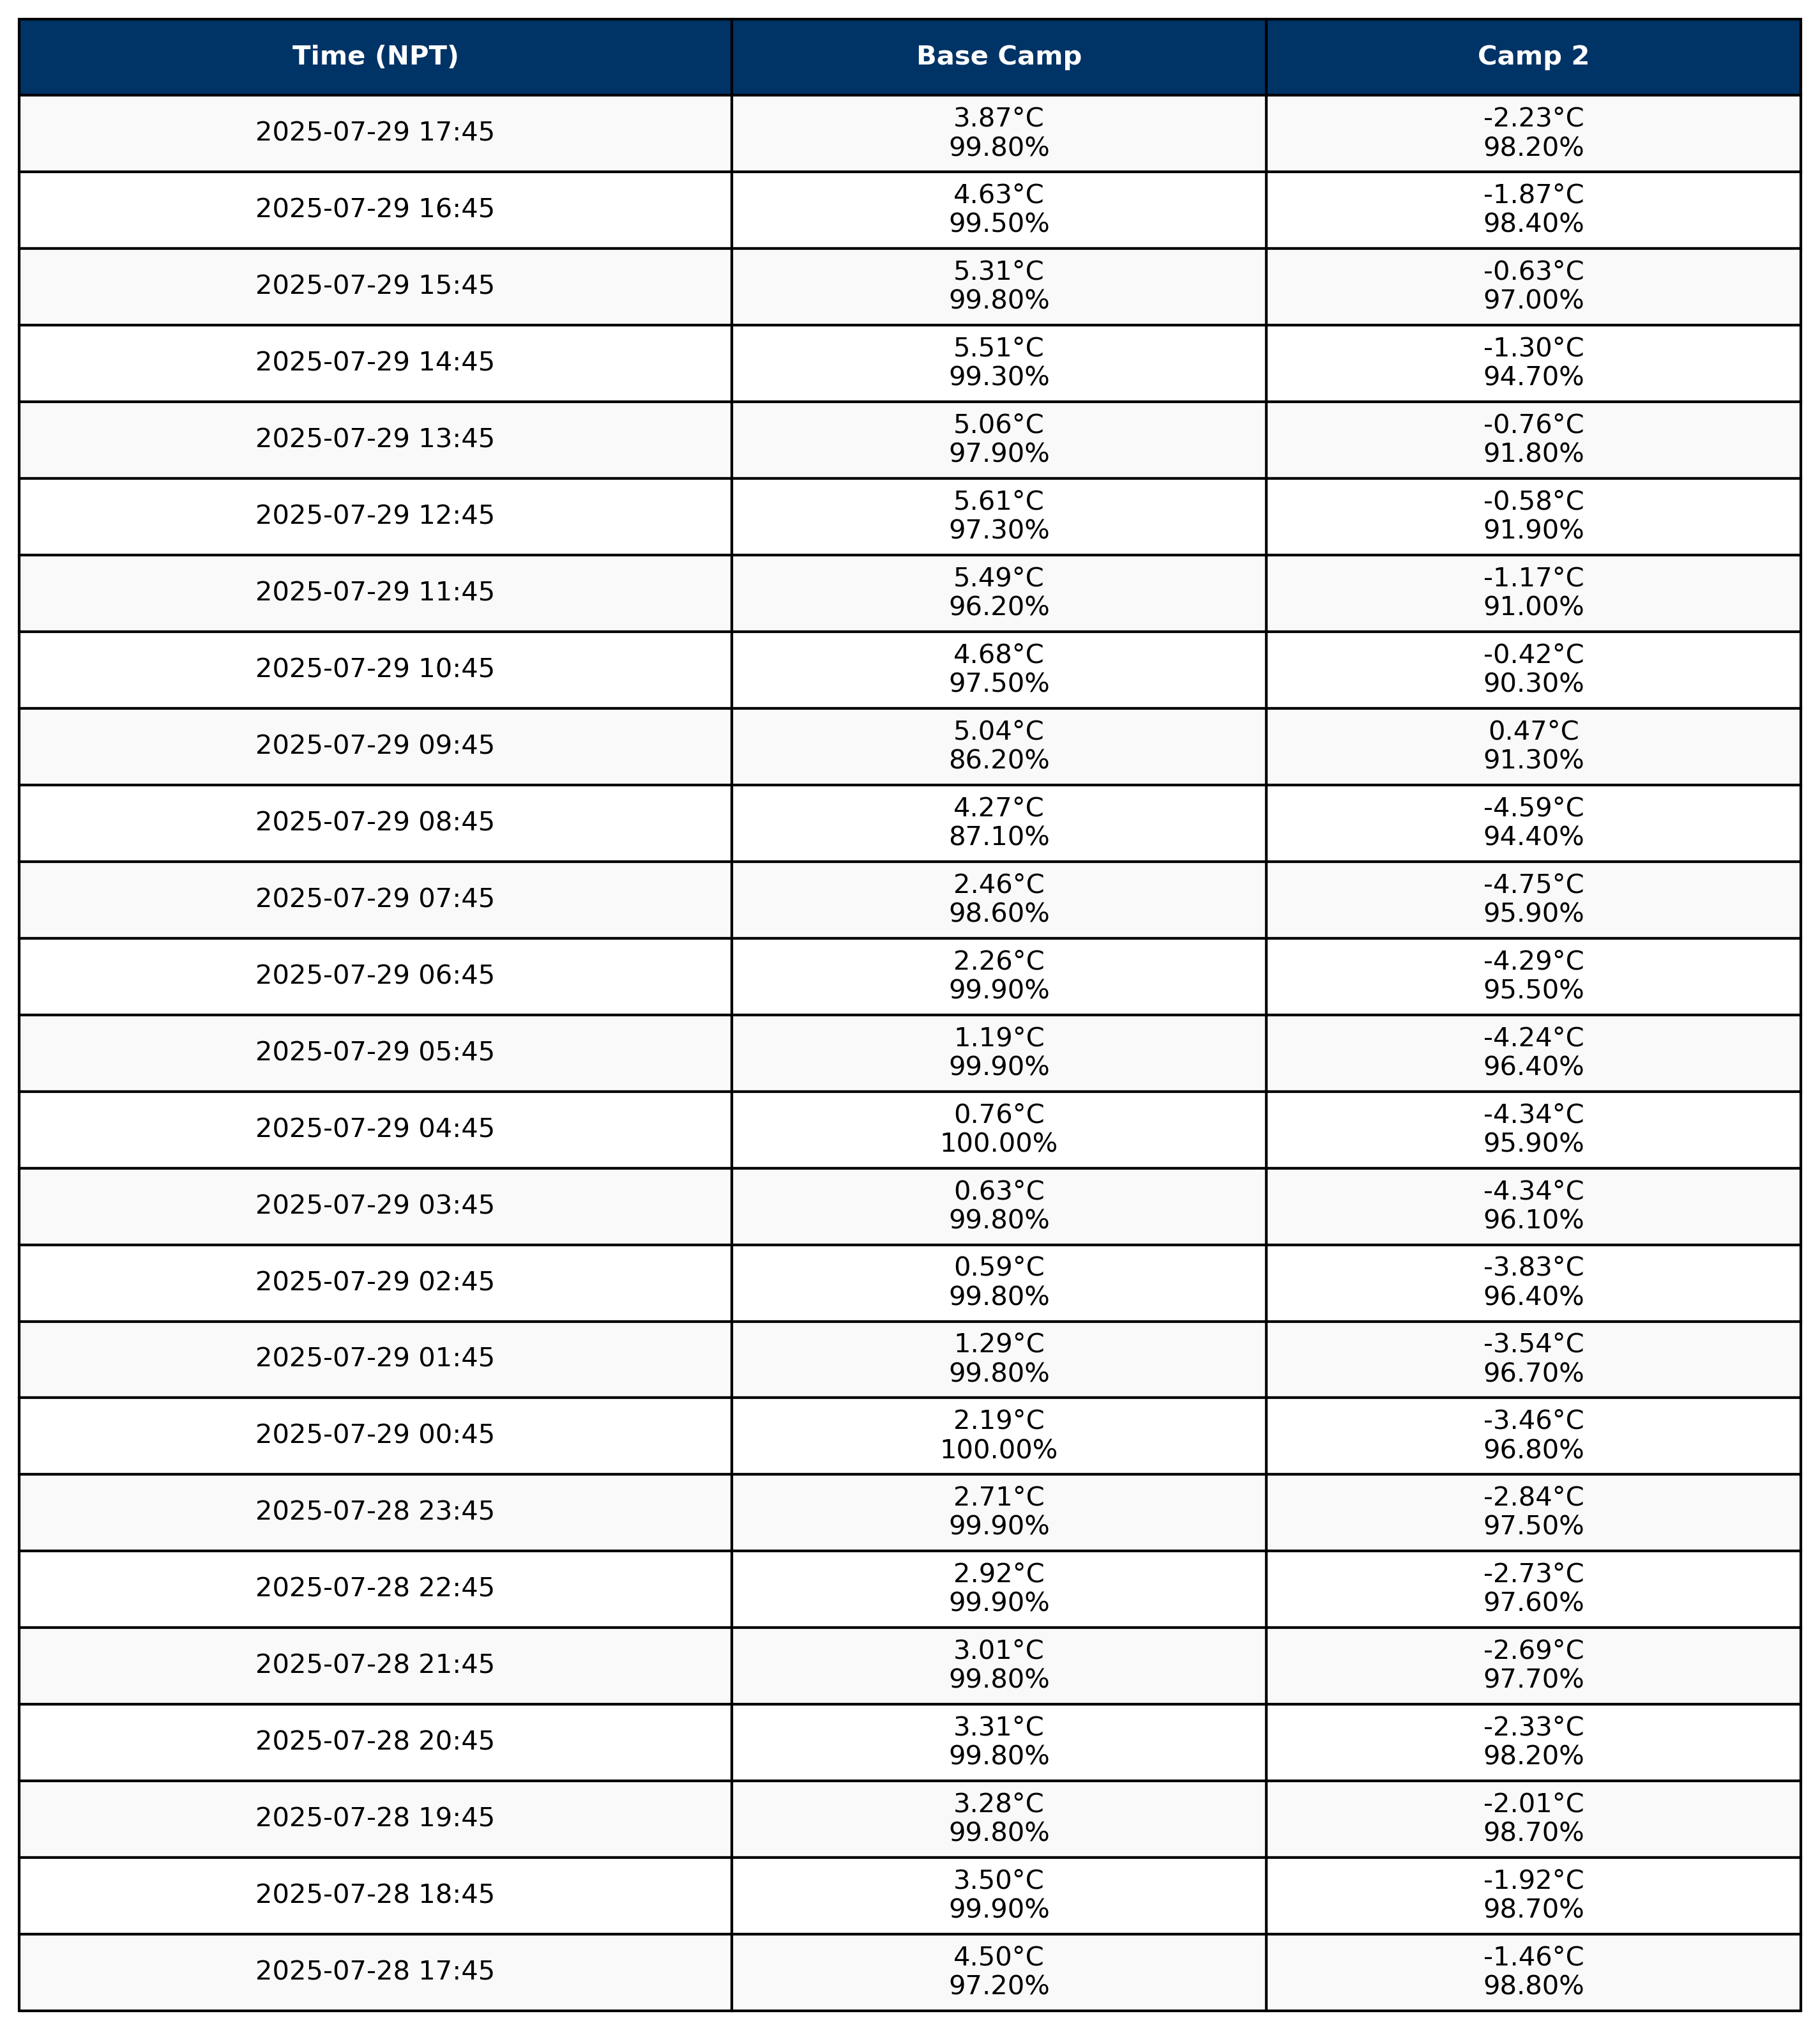 Time (NPT) Base Camp Camp 2
2025-07-29 17:45 3.87°C -2.23°C
99.80% 98.20%
2025-07-29 16:45 4.63°C -1.87°C
99.50% 98.40%
2025-07-29 15:45 5.31°C -0.63°C
99.80% 97.00%
2025-07-29 14:45 5.51°C -1.30°C
99.30% 94.70%
2025-07-29 13:45 5.06°C -0.76°C
97.90% 91.80%
2025-07-29 12:45 5.61°C -0.58°C
97.30% 91.90%
2025-07-29 11:45 5.49°C -1.17°C
96.20% 91.00%
2025-07-29 10:45 4.68°C -0.42°C
97.50% 90.30%
2025-07-29 09:45 5.04°C 0.47°C
86.20% 91.30%
2025-07-29 08:45 4.27°C -4.59°C
87.10% 94.40%
2025-07-29 07:45 2.46°C -4.75°C
98.60% 95.90%
2025-07-29 06:45 2.26°C -4.29°C
99.90% 95.50%
2025-07-29 05:45 1.19°C -4.24°C
99.90% 96.40%
2025-07-29 04:45 0.76°C -4.34°C
100.00% 95.90%
2025-07-29 03:45 0.63°C -4.34°C
99.80% 96.10%
2025-07-29 02:45 0.59°C -3.83°C
99.80% 96.40%
2025-07-29 01:45 1.29°C -3.54°C
99.80% 96.70%
2025-07-29 00:45 2.19°C -3.46°C
100.00% 96.80%
2025-07-28 23:45 2.71°C -2.84°C
99.90% 97.50%
2025-07-28 22:45 2.92°C -2.73°C
99.90% 97.60%
2025-07-28 21:45 3.01°C -2.69°C
99.80% 97.70%
2025-07-28 20:45 3.31°C -2.33°C
99.80% 98.20%
2025-07-28 19:45 3.28°C -2.01°C
99.80% 98.70%
2025-07-28 18:45 3.50°C -1.92°C
99.90% 98.70%
2025-07-28 17:45 4.50°C -1.46°C
97.20% 98.80%